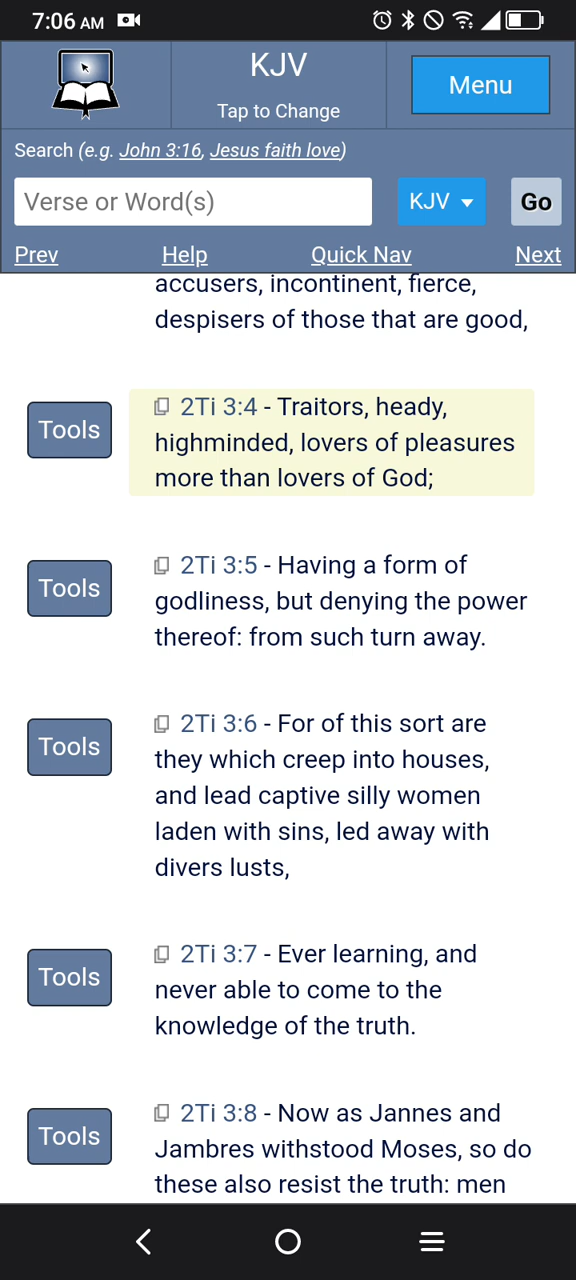 7:06 AM
KJV
Tap to Change
Menu
Search (e.g. John 3:16, Jesus faith love)
Verse or Word(s)
KJV
Go
Prev
Help
Quick Nav
Next
accusers, incontinent, fierce,
despisers of those that are good,
Tools
2Ti 3:4 - Traitors, heady,
highminded, lovers of pleasures
more than lovers of God;
Tools
2Ti 3:5 - Having a form of
godliness, but denying the power
thereof: from such turn away.
Tools
2Ti 3:6 - For of this sort are
they which creep into houses,
and lead captive silly women
laden with sins, led away with
divers lusts,
Tools
2Ti 3:7 - Ever learning, and
never able to come to the
knowledge of the truth.
Tools
2Ti 3:8 - Now as Jannes and
Jambres withstood Moses, so do
these also resist the truth: men